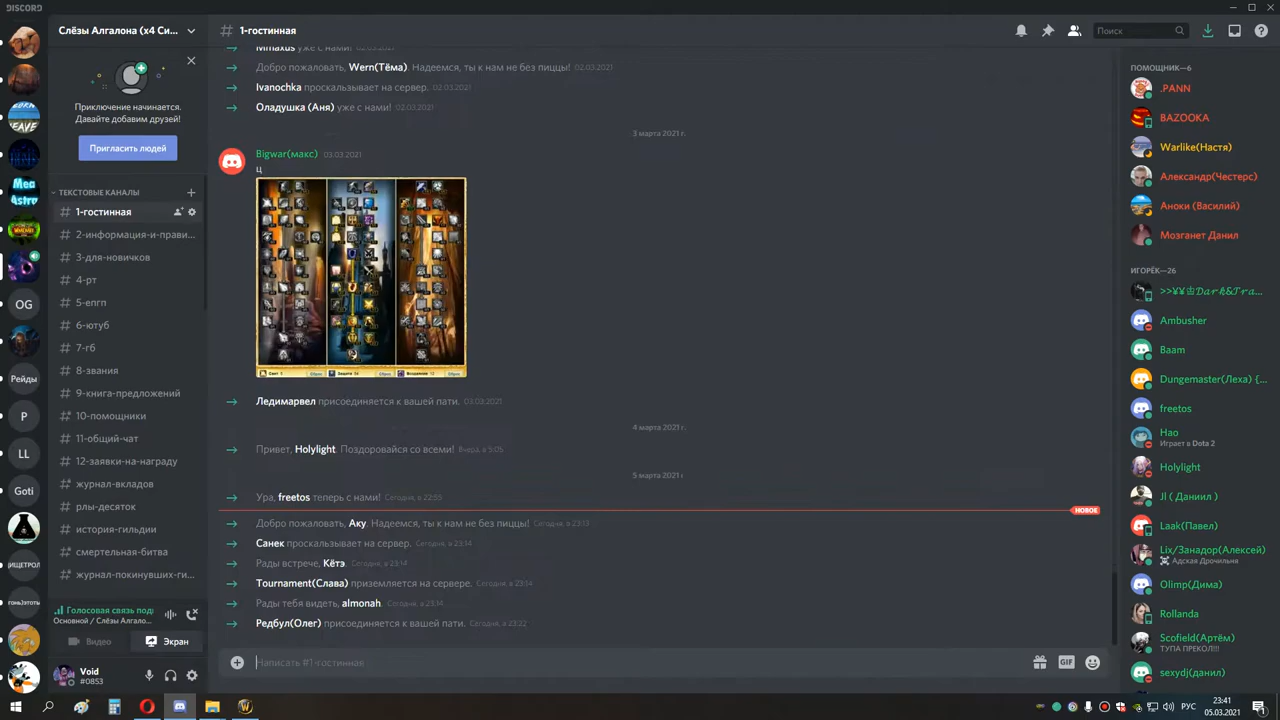 DISCORD
Слёзы Алгалона (x4 Си...
Приключение начинается.
Давайте добавим друзей!
Пригласить людей
ТЕКСТОВЫЕ КАНАЛЫ
1-гостинная
2-информация-и-прави...
3-для-новичков
4-рт
5-епгп
6-ютуб
7-гб
8-звания
9-книга-предложений
10-помощники
11-общий-чат
12-заявки-на-награду
журнал-вкладов
рлы-десяток
история-гильдии
смертельная-битва
журнал-покинувших-ги...
Голосовая связь под
Основной / Слёзы Алгало...
Видео
Экран
Void
#0853
Mea
Astro
OG
Рейды
Р
LL
Goti
# 1-гостинная
Поиск
Mrnaxus уже с нами! 02.03.2021
Добро пожаловать, Wern(Тёма). Надеемся, ты к нам не без пиццы! 02.03.2021
Ivanochka проскальзывает на сервер. 02.03.2021
Оладушка (Аня) уже с нами! 02.03.2021
3 марта 2021 г.
Bigwar(макс) 03.03.2021
ц
Ледимарвел присоединяется к вашей пати. 03.03.2021
4 марта 2021 г.
Привет, Holylight. Поздоровайся со всеми! Вчера, в 5:05
5 марта 2021 г.
Ура, freetos теперь с нами! Сегодня, в 22:55
НОВОЕ
Добро пожаловать, Аку. Надеемся, ты к нам не без пиццы! Сегодня, в 23:13
Санек проскальзывает на сервер. Сегодня, в 23:14
Рады встрече, Кётэ. Сегодня, в 23:14
Tournament(Слава) приземляется на сервере. Сегодня, в 23:14
Рады тебя видеть, almonah. Сегодня, в 23:14
Редбул(Олег) присоединяется к вашей пати. Сегодня, в 23:22
Написать #1-гостинная
GIF
ПОМОЩНИК—6
.PANN
BAZOOKA
Warlike(Настя)
Александр(Честерс)
Аноки (Василий)
Мозганет Данил
ИГОРЁК—26
Ambusher
Baam
Dungemaster(Леха) {...
freetos
Hao
Играет в Dota 2
Holylight
Jl ( Даниил )
Laak(Павел)
Lix/Занадор(Алексей)
Адская Дрочильня
Olimp(Дима)
Rollanda
Scofield(Артём)
ТУПА ПРЕКОЛ!!!
sexydj(данил)
РУС
23:41
05.03.2021